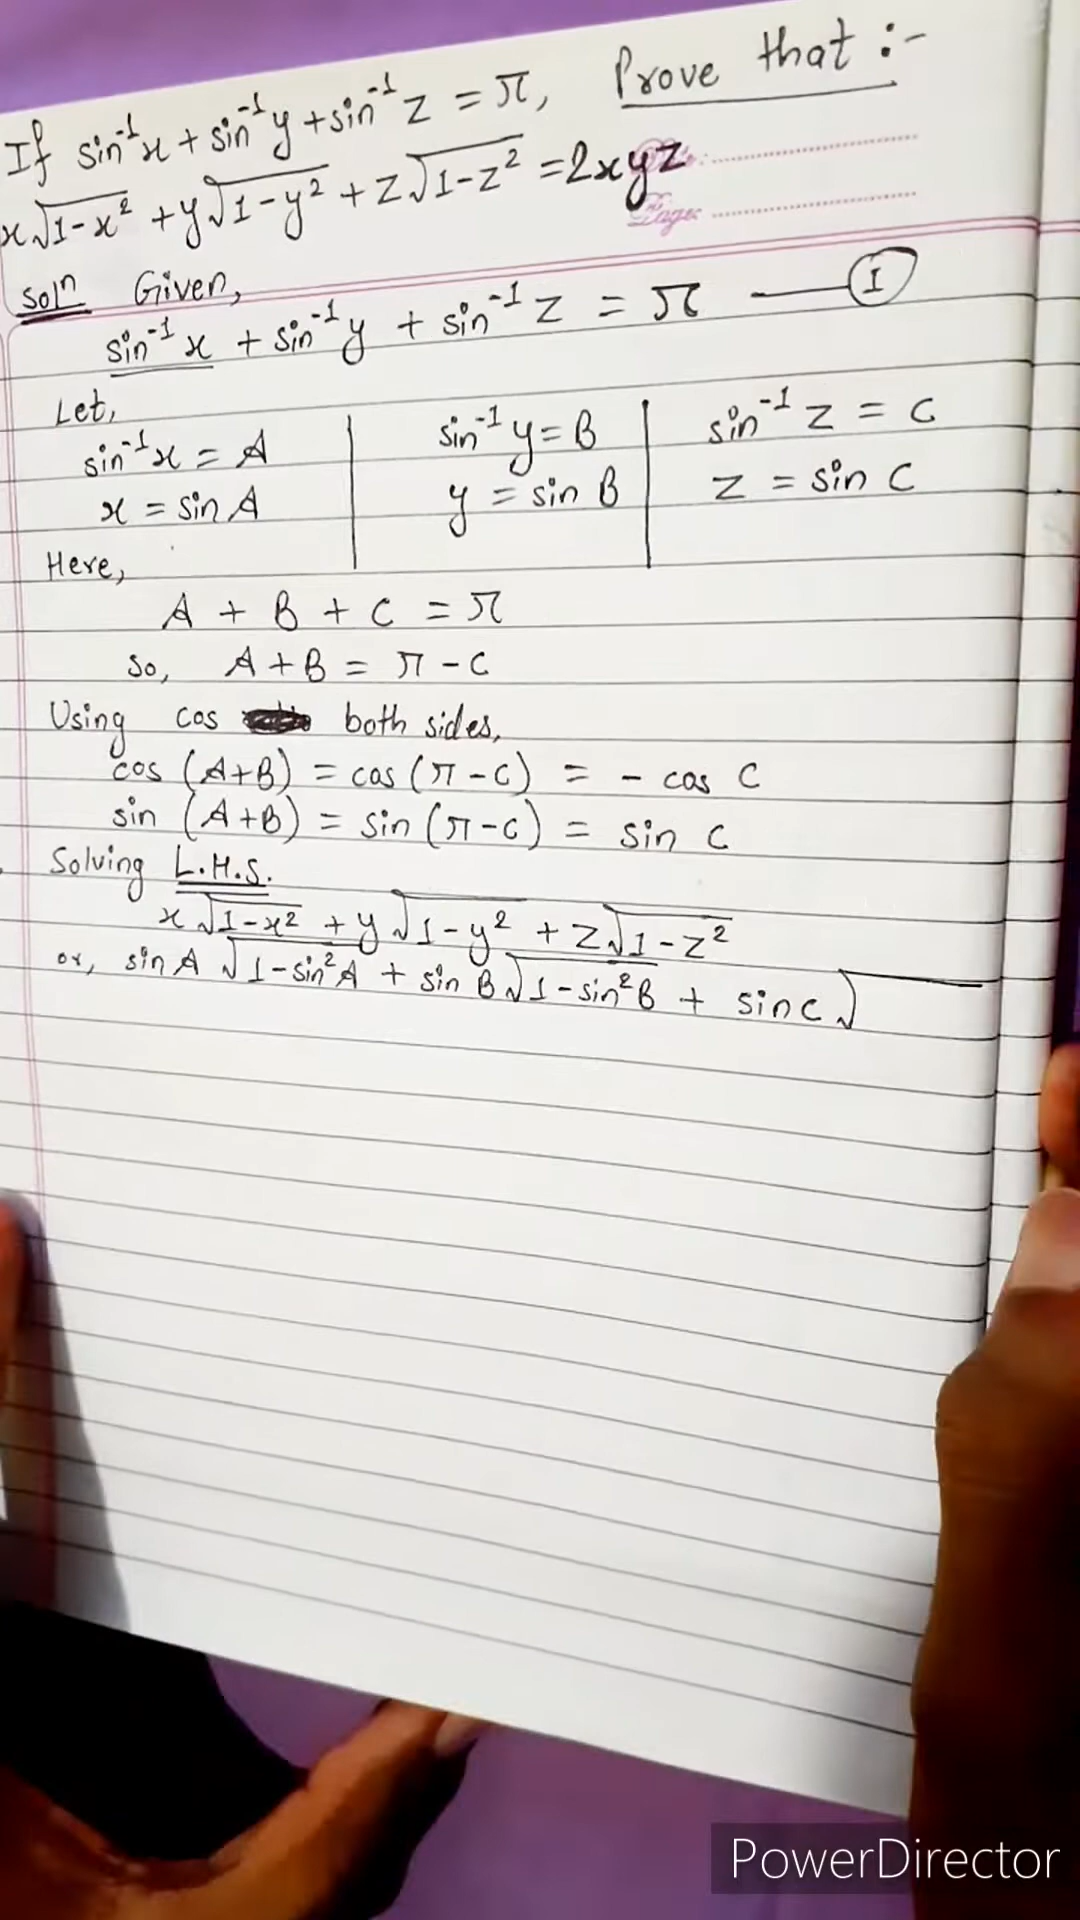 If sin⁻¹x + sin⁻¹y + sin⁻¹z = π, Prove that :-
x√1-x² + y√1-y² + z√1-z² = 2xyz
Page:
Soln Given,
sin⁻¹x + sin⁻¹y + sin⁻¹z = π — I
Let,
sin⁻¹x = A | sin⁻¹y = B | sin⁻¹z = C
x = sin A | y = sin B | z = sin C
Here,
A + B + C = π
So, A + B = π - C
Using cos both sides,
cos (A+B) = cos (π - C) = - cos C
sin (A+B) = sin (π - C) = sin C
Solving L.H.S.
x√1-x² + y√1-y² + z√1-z²
or, sin A √1-sin²A + sin B √1-sin²B + sin C √
PowerDirector